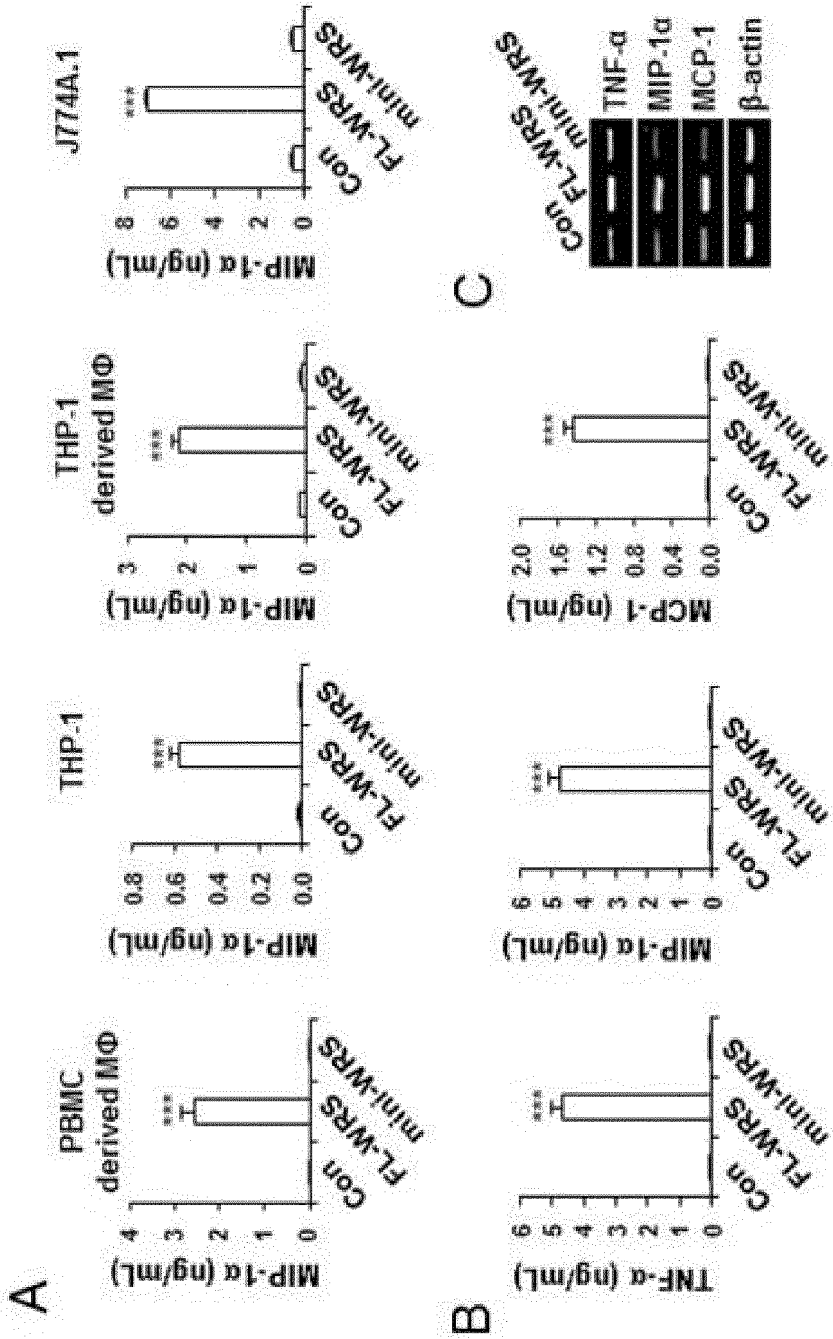 A
PBMC
derived MΦ
MIP-1α (ng/mL)
4
3
2
1
0
***
Con
FL-WRS
mini-WRS
THP-1
MIP-1α (ng/mL)
0.8
0.6
0.4
0.2
0.0
***
Con
FL-WRS
mini-WRS
THP-1
derived MΦ
MIP-1α (ng/mL)
3
2
1
0
***
Con
FL-WRS
mini-WRS
J774A.1
MIP-1α (ng/mL)
8
6
4
2
0
***
Con
FL-WRS
mini-WRS
B
TNF-α (ng/mL)
6
5
4
3
2
1
0
***
Con
FL-WRS
mini-WRS
MIP-1α (ng/mL)
6
5
4
3
2
1
0
***
Con
FL-WRS
mini-WRS
MCP-1 (ng/mL)
2.0
1.6
1.2
0.8
0.4
0.0
***
Con
FL-WRS
mini-WRS
C
Con
FL-WRS
mini-WRS
TNF-α
MIP-1α
MCP-1
β-actin